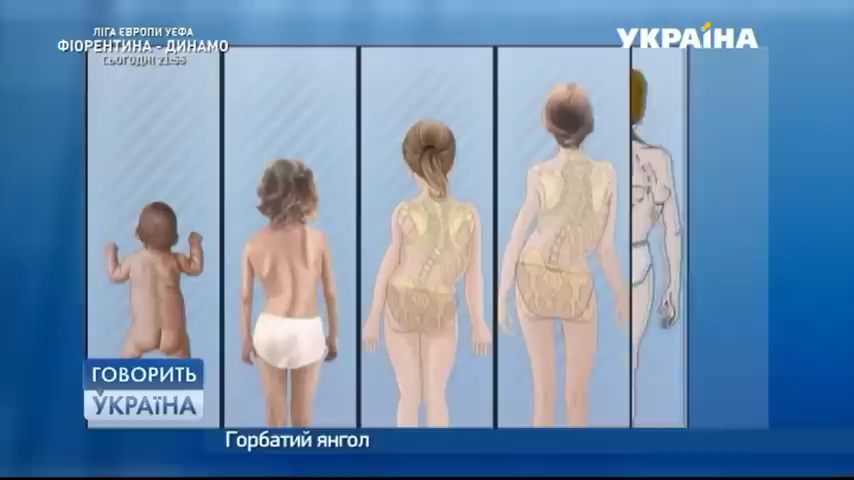 ЛІГА ЄВРОПИ УЄФА
ФІОРЕНТИНА - ДИНАМО
СЬОГОДНІ 21:55
УКРАЇНА
ГОВОРИТЬ
УКРАЇНА
Горбатий янгол